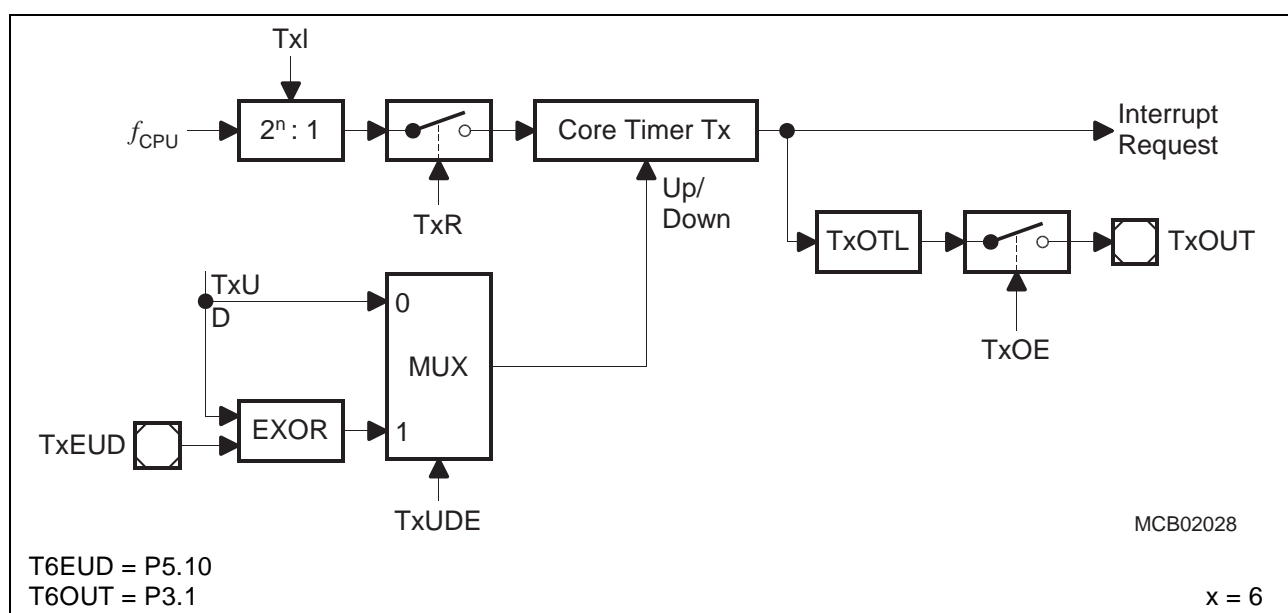 TxI
fCPU
2n : 1
Core Timer Tx
Interrupt
Request
TxR
Up/
Down
TxOTL
TxOUT
TxOE
TxU
D
0
MUX
TxEUD
EXOR
1
TxUDE
MCB02028
T6EUD = P5.10
T6OUT = P3.1
x = 6